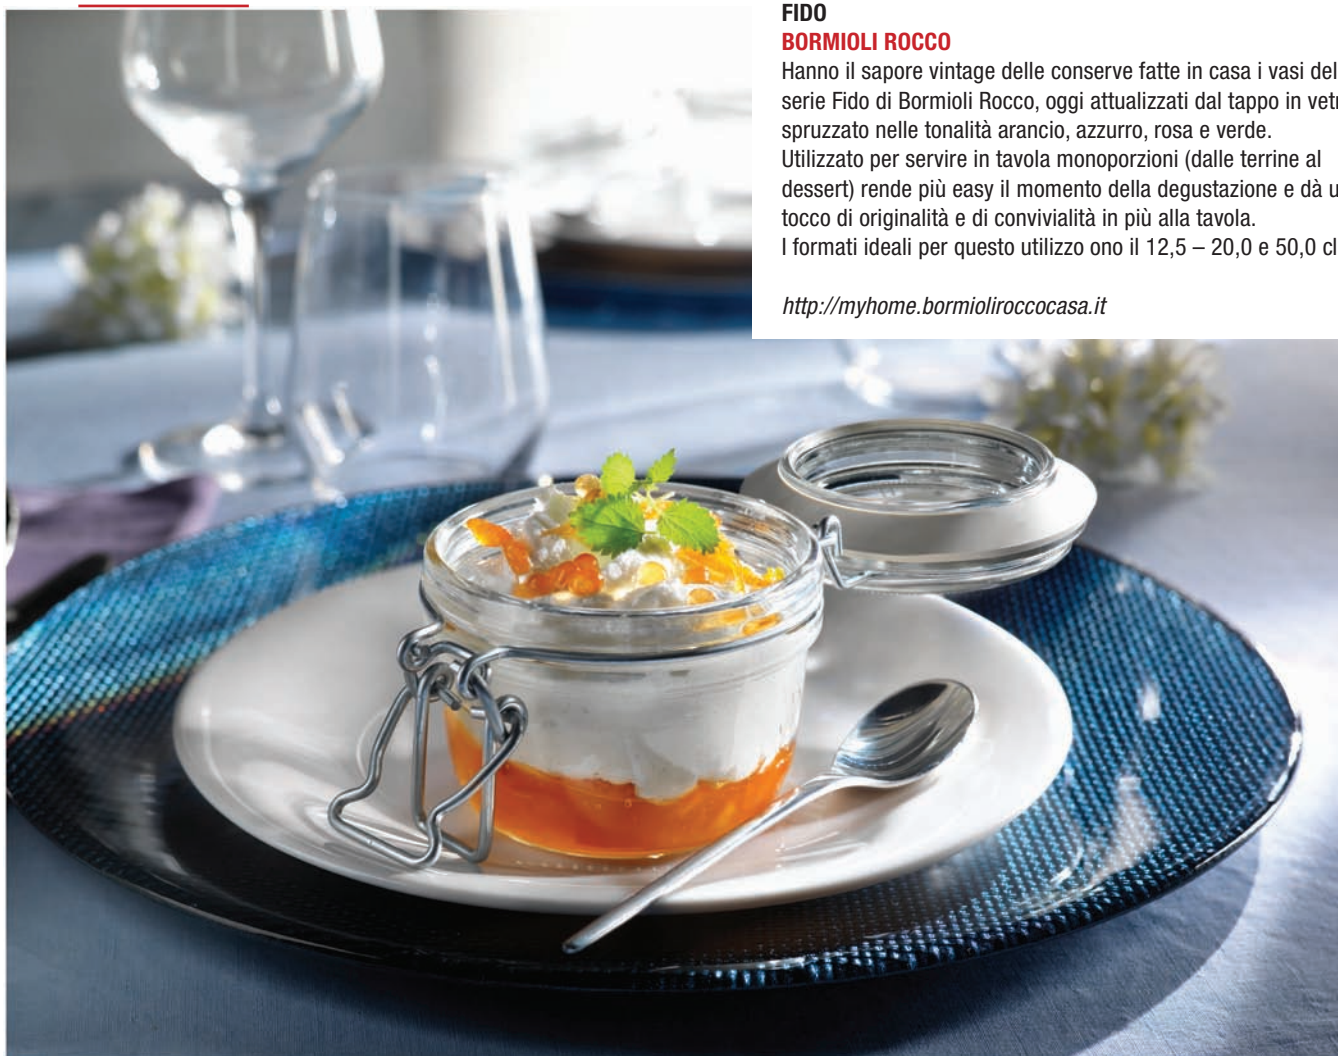 FIDO
BORMIOLI ROCCO
Hanno il sapore vintage delle conserve fatte in casa i vasi del
serie Fido di Bormioli Rocco, oggi attualizzati dal tappo in vetr
spruzzato nelle tonalità arancio, azzurro, rosa e verde.
Utilizzato per servire in tavola monoporzioni (dalle terrine al
dessert) rende più easy il momento della degustazione e dà u
tocco di originalità e di convivialità in più alla tavola.
I formati ideali per questo utilizzo ono il 12,5 – 20,0 e 50,0 cl
http://myhome.bormioliroccocasa.it